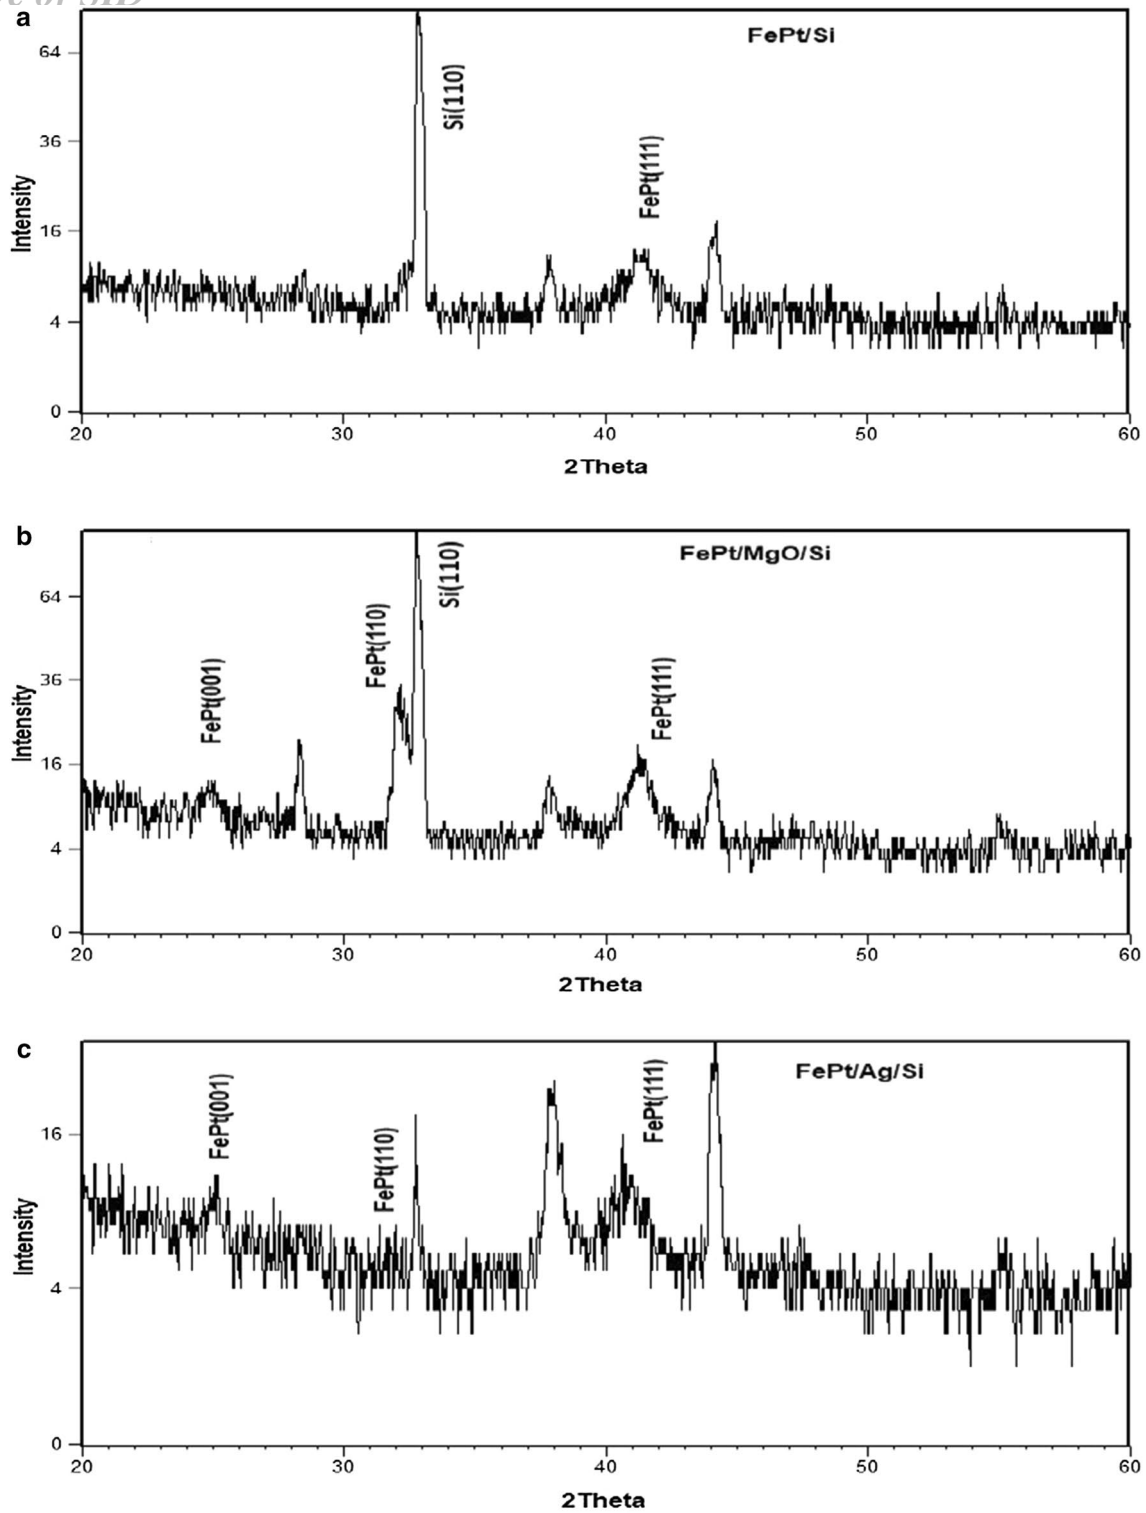 a
FePt/Si
64
Si(110)
36
FePt(111)
Intensity
16
4
0
20 30 40 50 60
2Theta
b
FePt/MgO/Si
Si(110)
64
FePt(110)
36
FePt(001)
FePt(111)
Intensity
16
4
0
20 30 40 50 60
2Theta
c
FePt/Ag/Si
FePt(001)
FePt(111)
16
FePt(110)
Intensity
4
0
20 30 40 50 60
2Theta